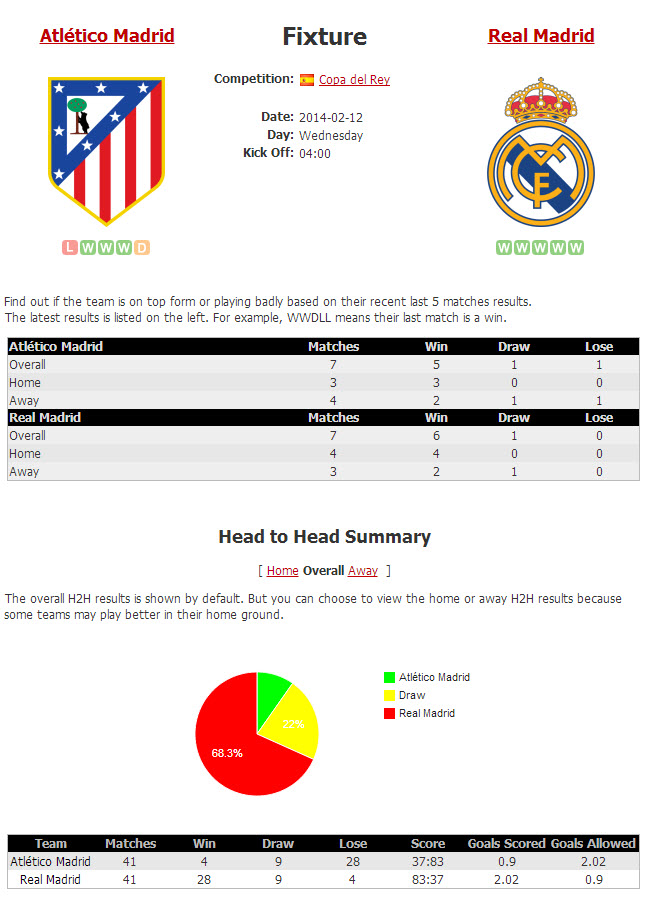 Atlético Madrid
Fixture
Real Madrid
Competition: Copa del Rey
Date: 2014-02-12
Day: Wednesday
Kick Off: 04:00
L W W W D
W W W W W
Find out if the team is on top form or playing badly based on their recent last 5 matches results.
The latest results is listed on the left. For example, WWDLL means their last match is a win.
Atlético Madrid Matches Win Draw Lose
Overall 7 5 1 1
Home 3 3 0 0
Away 4 2 1 1
Real Madrid Matches Win Draw Lose
Overall 7 6 1 0
Home 4 4 0 0
Away 3 2 1 0
Head to Head Summary
[ Home Overall Away ]
The overall H2H results is shown by default. But you can choose to view the home or away H2H results because
some teams may play better in their home ground.
Atlético Madrid
Draw
Real Madrid
22%
68.3%
Team Matches Win Draw Lose Score Goals Scored Goals Allowed
Atlético Madrid 41 4 9 28 37:83 0.9 2.02
Real Madrid 41 28 9 4 83:37 2.02 0.9